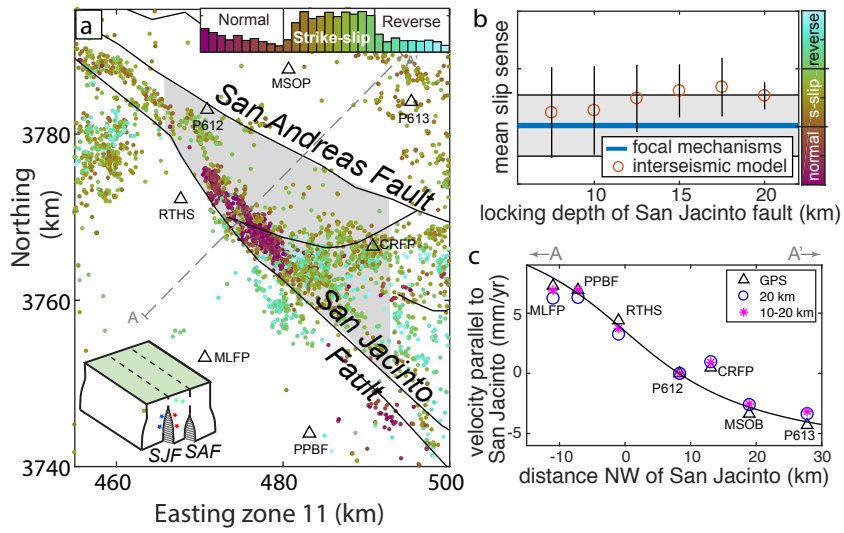 a
Normal
Strike-slip
Reverse
A'
MSOP
P612
P613
San Andreas Fault
RTHS
CRFP
San Jacinto
Fault
A
MLFP
PPBF
SJF
SAF
3780
3760
3740
Northing
(km)
460
480
500
Easting zone 11 (km)
b
mean slip sense
focal mechanisms
interseismic model
10
15
20
locking depth of San Jacinto fault (km)
normal
s-slip
reverse
c
A
A'
MLFP
PPBF
RTHS
P612
CRFP
MSOB
P613
GPS
20 km
10-20 km
5
0
-5
velocity parallel to
San Jacinto (mm/yr)
-10
0
10
20
30
distance NW of San Jacinto (km)